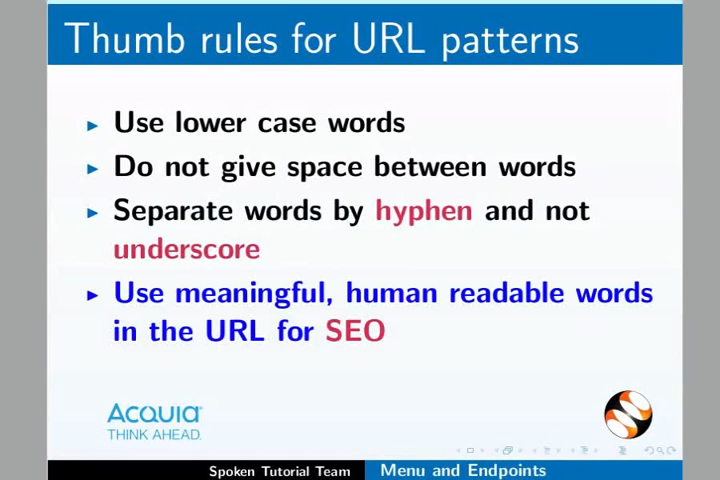 Thumb rules for URL patterns
Use lower case words
Do not give space between words
Separate words by hyphen and not
underscore
Use meaningful, human readable words
in the URL for SEO
Acquia
THINK AHEAD.
Spoken Tutorial Team
Menu and Endpoints